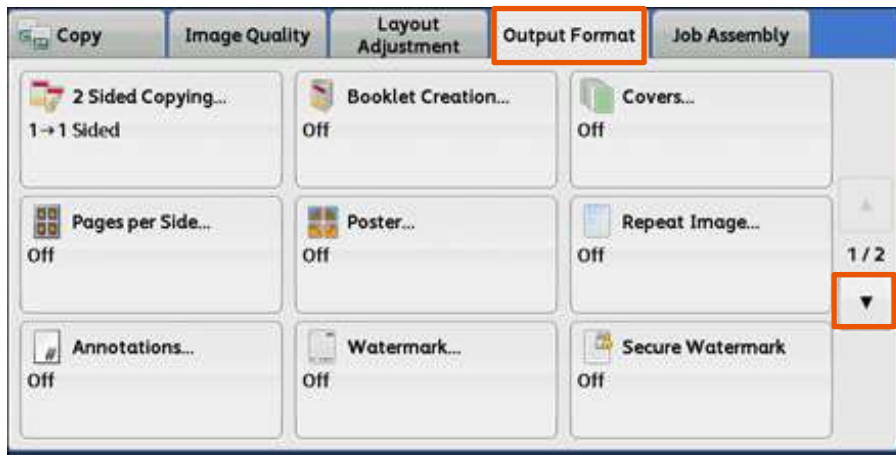 Copy
Image Quality
Layout
Adjustment
Output Format
Job Assembly
2 Sided Copying...
1→1 Sided
Booklet Creation...
Off
Covers...
Off
Pages per Side...
Off
Poster...
Off
Repeat Image...
Off
1/2
Annotations...
Off
Watermark...
Off
Secure Watermark
Off